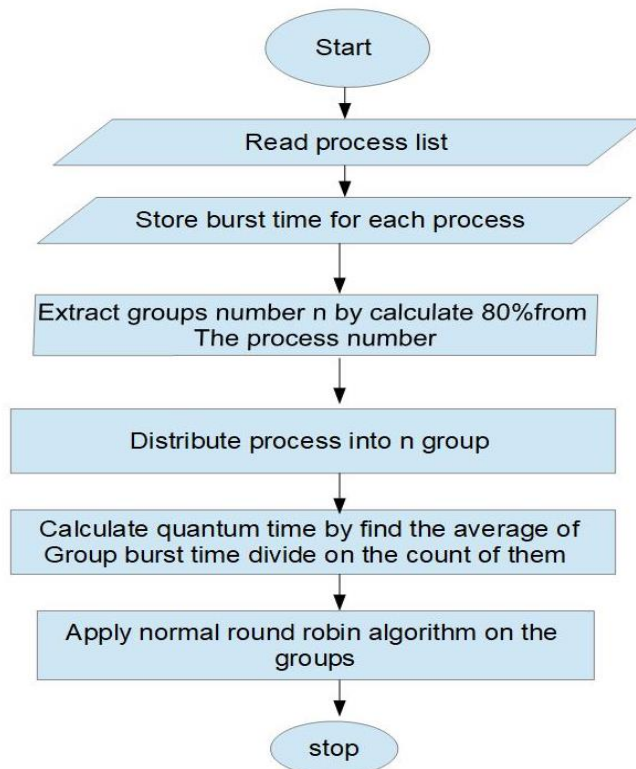 Start
Read process list
Store burst time for each process
Extract groups number n by calculate 80%from
The process number
Distribute process into n group
Calculate quantum time by find the average of
Group burst time divide on the count of them
Apply normal round robin algorithm on the
groups
stop